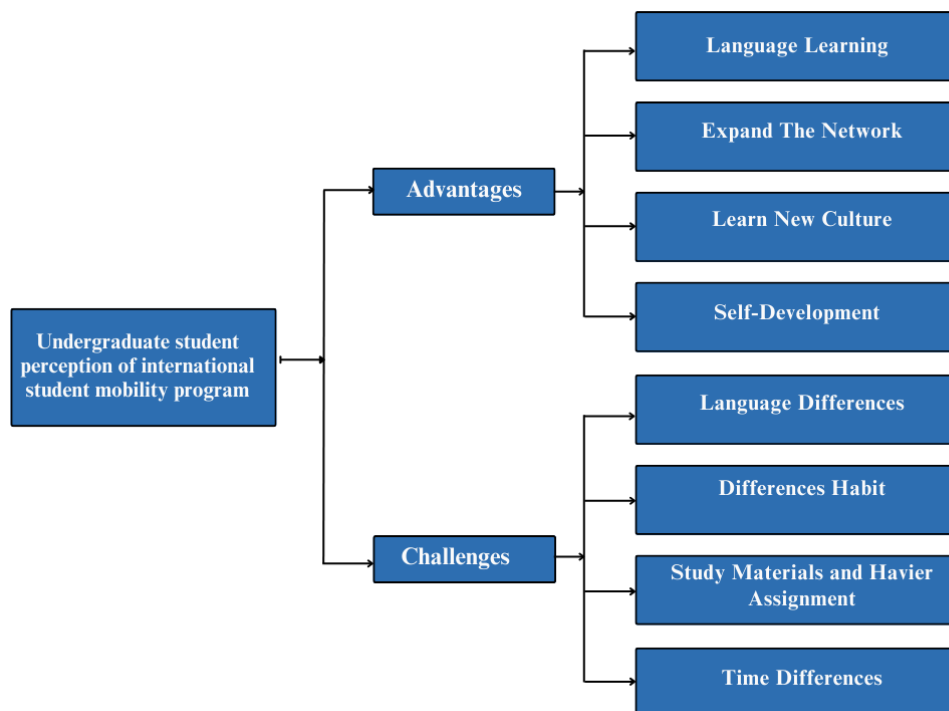 Language Learning
Expand The Network
Advantages
Learn New Culture
Self-Development
Undergraduate student
perception of international
student mobility program
Language Differences
Differences Habit
Challenges
Study Materials and Havier
Assignment
Time Differences